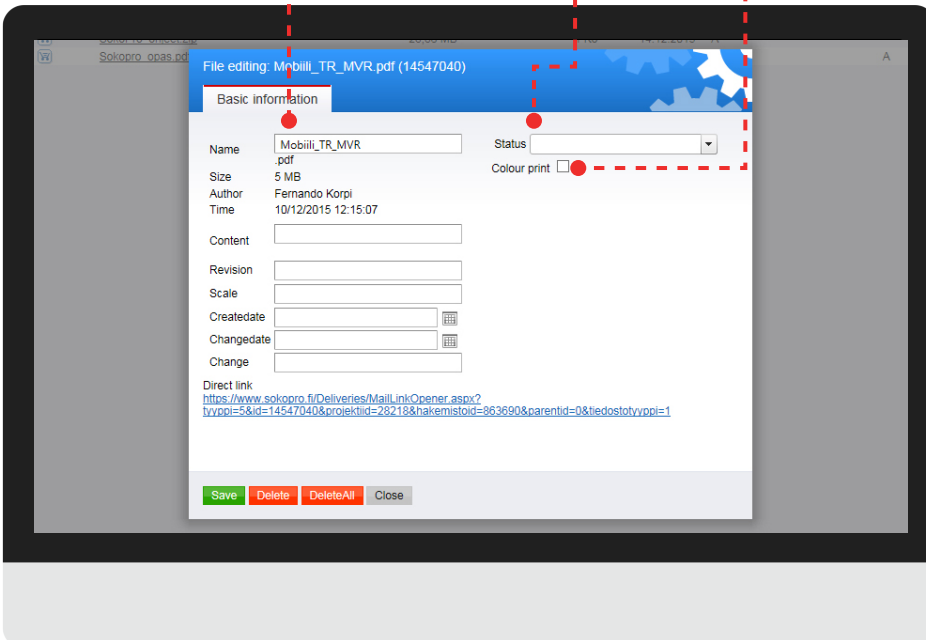 Sokopro_opas.pd
A
File editing: Mobiili_TR_MVR.pdf (14547040)
Basic information
Name Mobiili_TR_MVR
.pdf
Status
Colour print
Size 5 MB
Author Fernando Korpi
Time 10/12/2015 12:15:07
Content
Revision
Scale
Createdate
Changedate
Change
Direct link
https://www.sokopro.fi/Deliveries/MailLinkOpener.aspx?
tyyppi=5&id=14547040&projektiid=28218&hakemistoid=863690&parentid=0&tiedostotyyppi=1
Save Delete DeleteAll Close